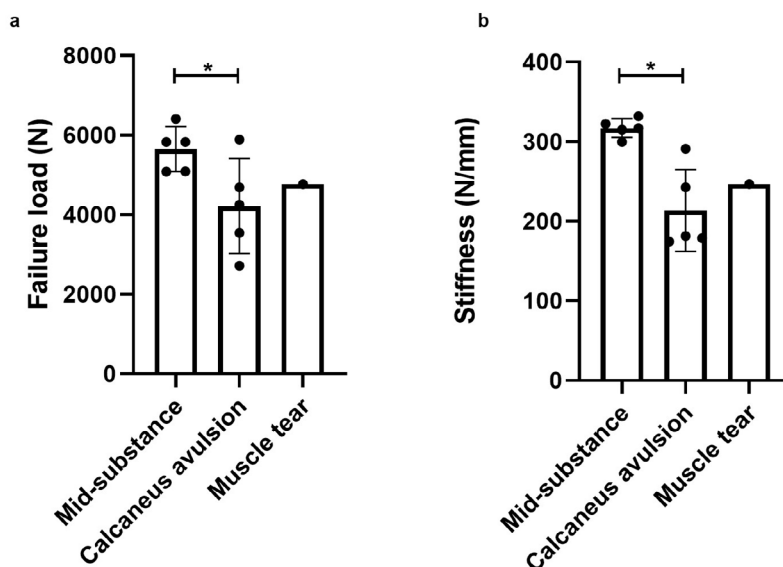 a
8000
6000
4000
2000
0
Failure load (N)
*
Mid-substance
Calcaneus avulsion
Muscle tear
b
400
300
200
100
0
Stiffness (N/mm)
*
Mid-substance
Calcaneus avulsion
Muscle tear